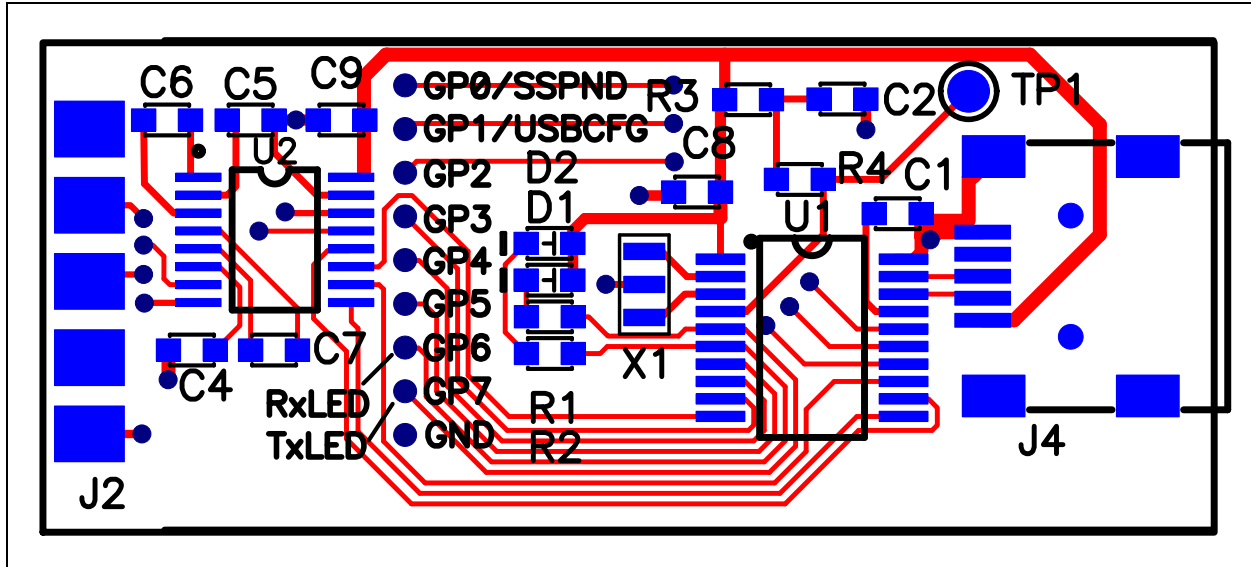 C6
C5
C9
U2
GP0/SSPND
GP1/USBCFG
GP2
GP3
GP4
GP5
GP6
GP7
GND
R3
C2
TP1
C8
D2
D1
R4
C1
U1
C4
C7
X1
RxLED
TxLED
R1
R2
J2
J4